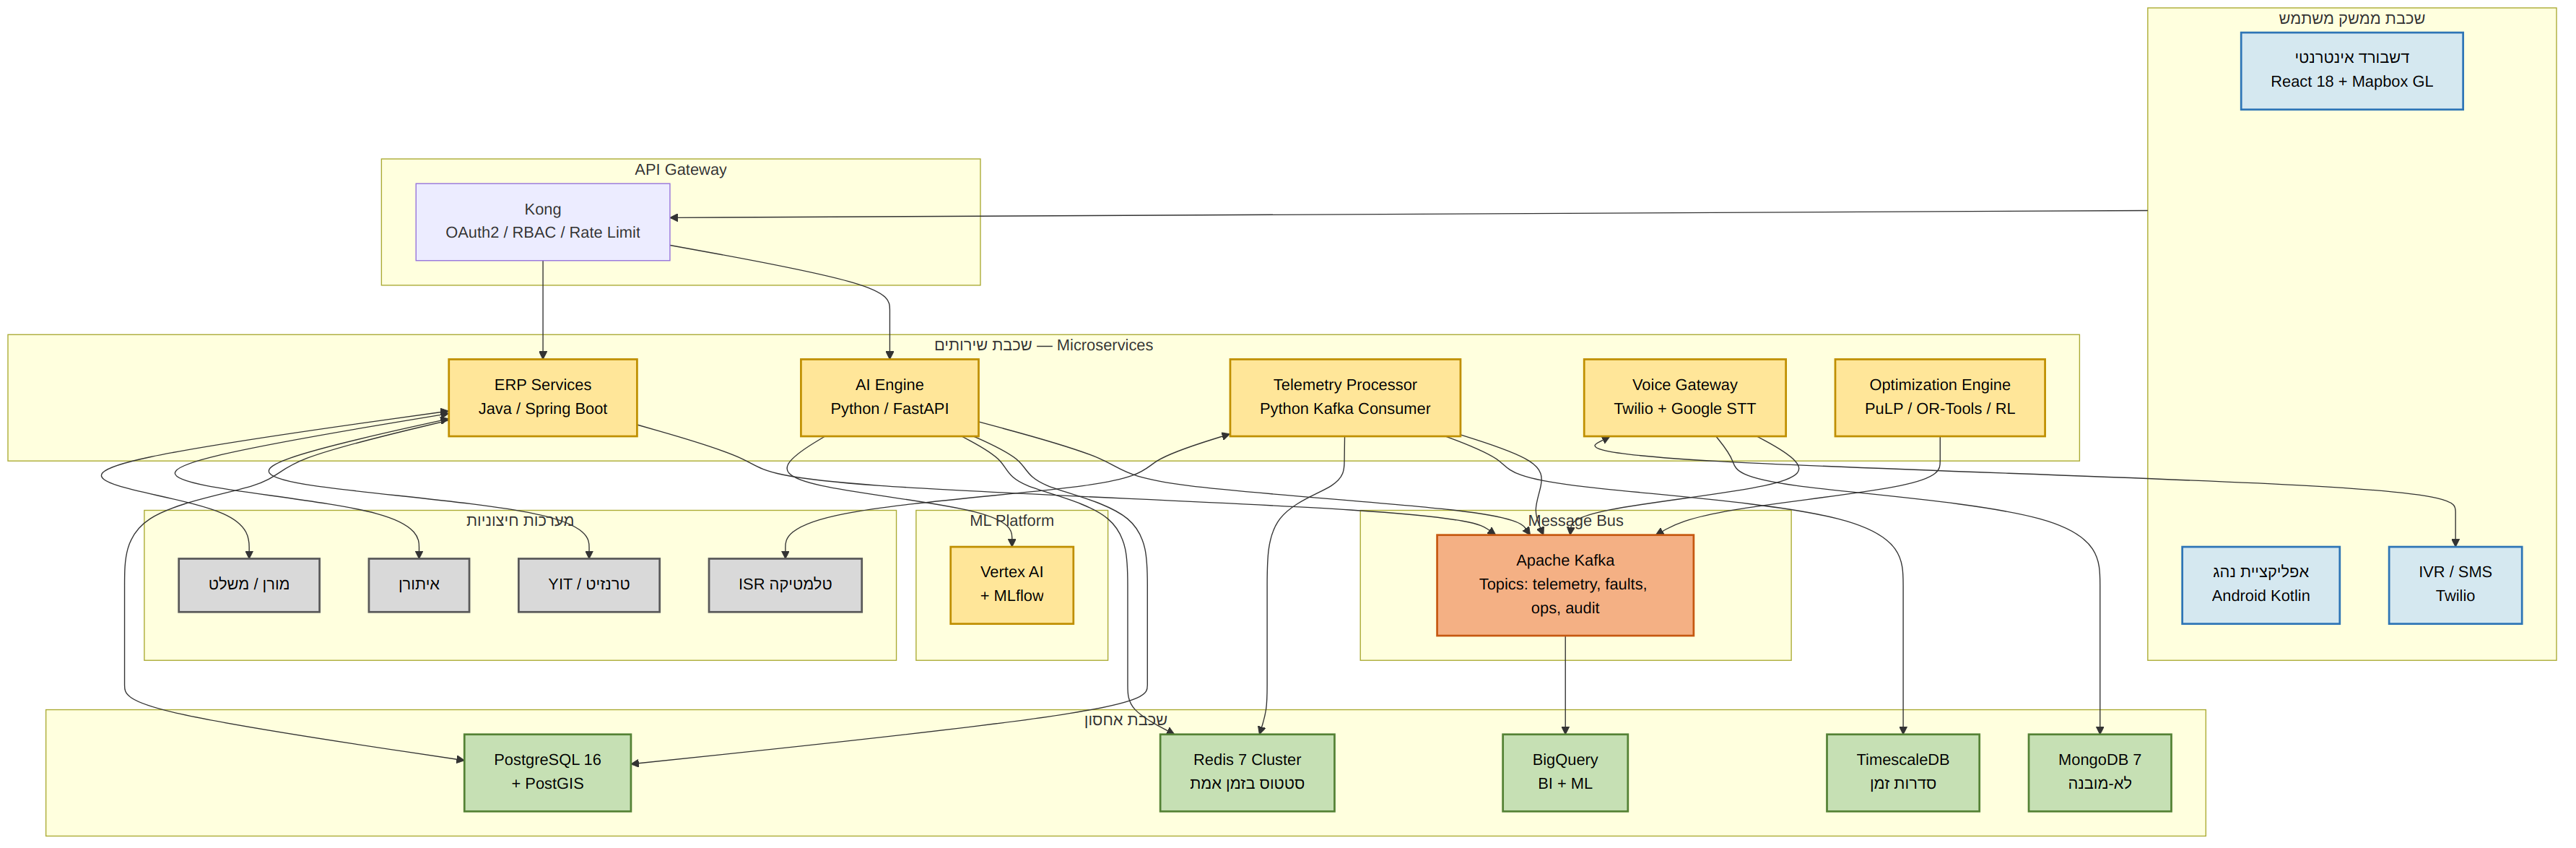 שכבת ממשק משתמש
דשבורד אינטרנטי
React 18 + Mapbox GL
API Gateway
Kong
OAuth2 / RBAC / Rate Limit
שכבת שירותים — Microservices
ERP Services
Java / Spring Boot
AI Engine
Python / FastAPI
Telemetry Processor
Python Kafka Consumer
Voice Gateway
Twilio + Google STT
Optimization Engine
PuLP / OR-Tools / RL
מערכות חיצוניות
מורן / משלט
איתורן
טרנזיט / YIT
טלמטיקה ISR
ML Platform
Vertex AI
+ MLflow
Message Bus
Apache Kafka
Topics: telemetry, faults,
ops, audit
אפליקציית נהג
Android Kotlin
IVR / SMS
Twilio
שכבת אחסון
PostgreSQL 16
+ PostGIS
Redis 7 Cluster
סטטוס בזמן אמת
BigQuery
BI + ML
TimescaleDB
סדרות זמן
MongoDB 7
לא-מובנה